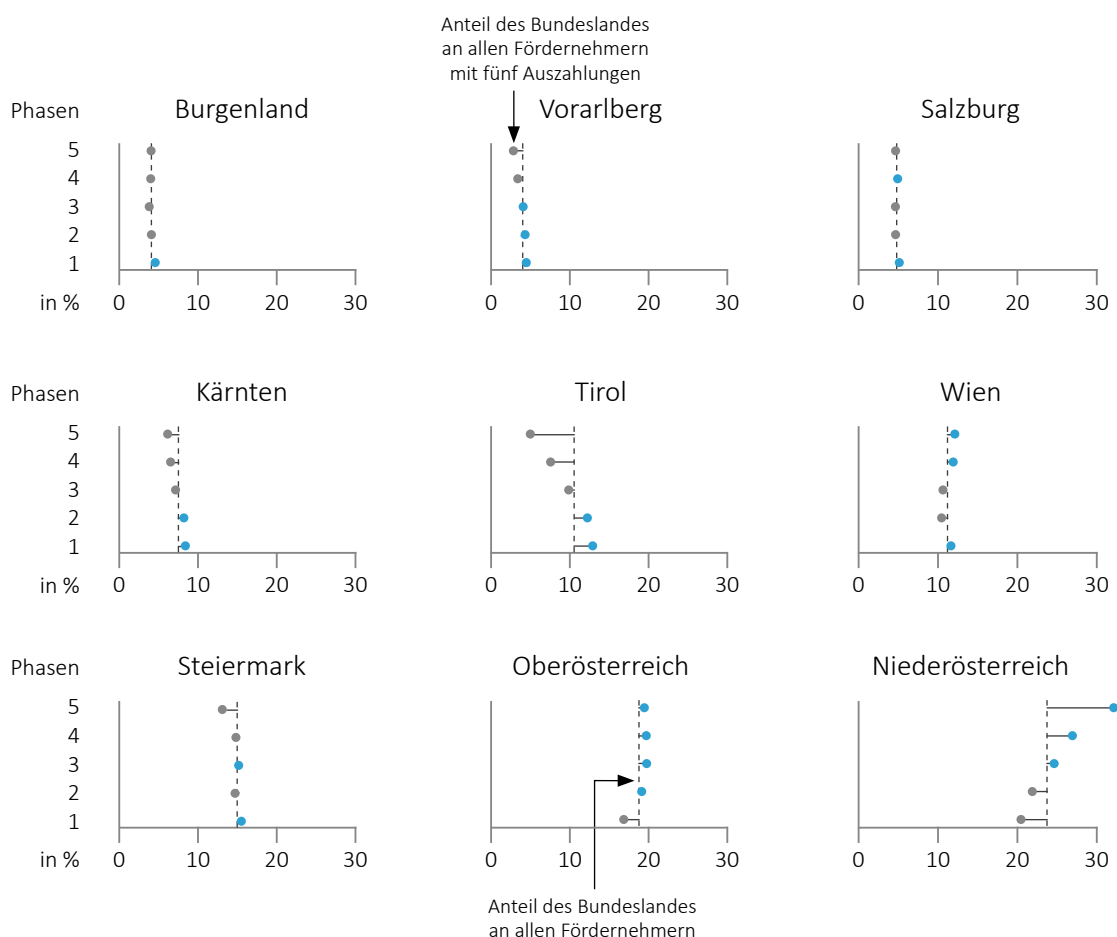 Anteil des Bundeslandes
an allen Fördernehmern
mit fünf Auszahlungen
Phasen Burgenland Vorarlberg Salzburg
5
4
3
2
1
in % 0 10 20 30 0 10 20 30 0 10 20 30
Phasen Kärnten Tirol Wien
5
4
3
2
1
in % 0 10 20 30 0 10 20 30 0 10 20 30
Phasen Steiermark Oberösterreich Niederösterreich
5
4
3
2
1
in % 0 10 20 30 0 10 20 30 0 10 20 30
Anteil des Bundeslandes
an allen Fördernehmern